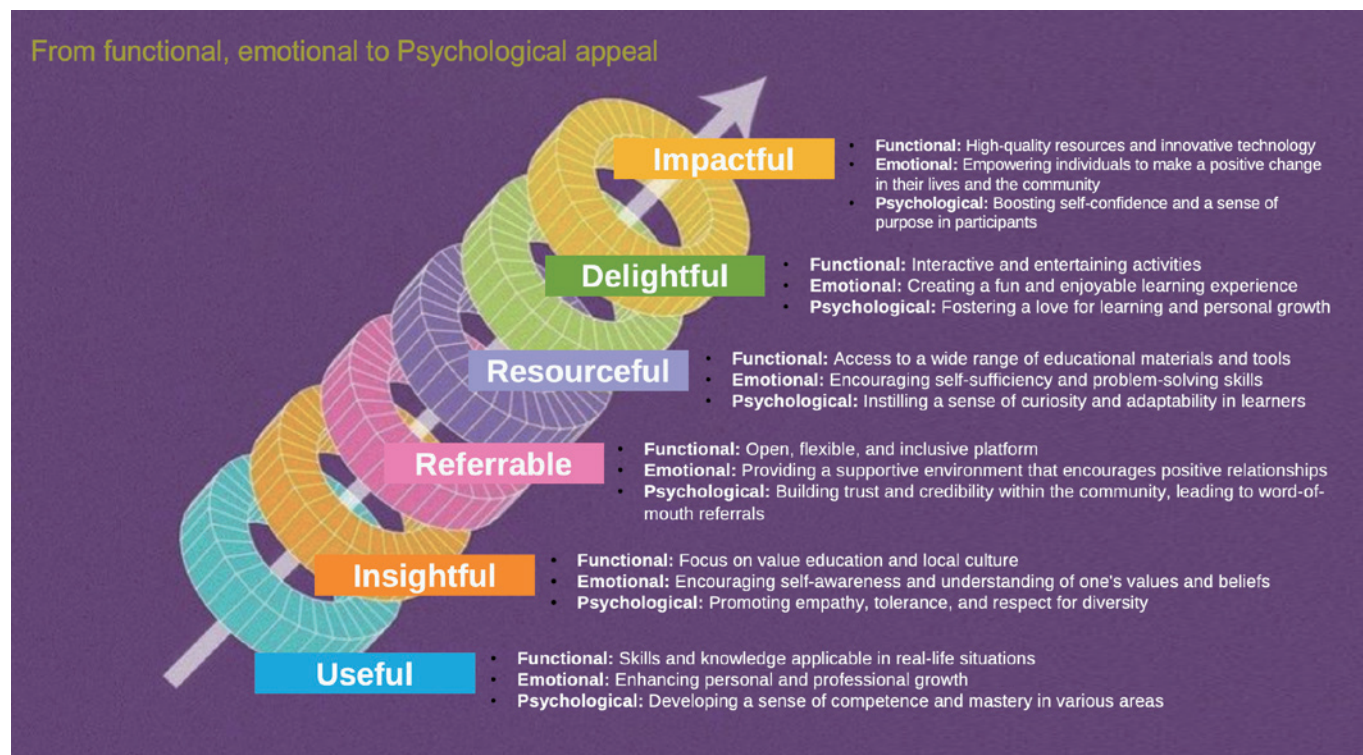 From functional, emotional to Psychological appeal
Impactful
• Functional: High-quality resources and innovative technology
• Emotional: Empowering individuals to make a positive change
in their lives and the community
• Psychological: Boosting self-confidence and a sense of
purpose in participants
Delightful
• Functional: Interactive and entertaining activities
• Emotional: Creating a fun and enjoyable learning experience
• Psychological: Fostering a love for learning and personal growth
Resourceful
• Functional: Access to a wide range of educational materials and tools
• Emotional: Encouraging self-sufficiency and problem-solving skills
• Psychological: Instilling a sense of curiosity and adaptability in learners
Referrable
• Functional: Open, flexible, and inclusive platform
• Emotional: Providing a supportive environment that encourages positive relationships
• Psychological: Building trust and credibility within the community, leading to word-of-
mouth referrals
Insightful
• Functional: Focus on value education and local culture
• Emotional: Encouraging self-awareness and understanding of one's values and beliefs
• Psychological: Promoting empathy, tolerance, and respect for diversity
Useful
• Functional: Skills and knowledge applicable in real-life situations
• Emotional: Enhancing personal and professional growth
• Psychological: Developing a sense of competence and mastery in various areas